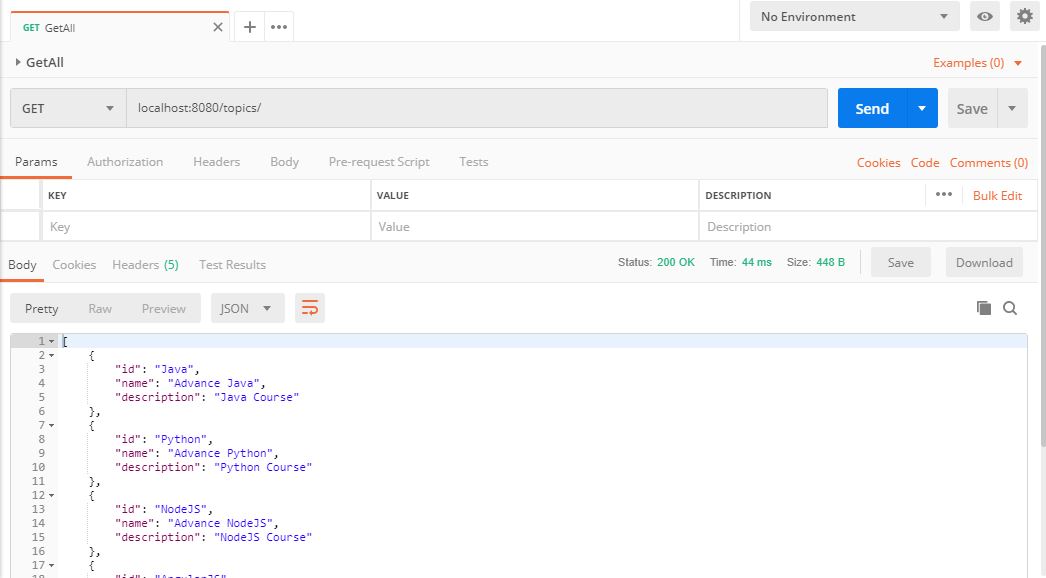 GET GetAll
No Environment
GetAll
Examples (0)
GET localhost:8080/topics/ Send Save
Params Authorization Headers Body Pre-request Script Tests Cookies Code Comments (0)
KEY VALUE DESCRIPTION Bulk Edit
Key Value Description
Body Cookies Headers (5) Test Results Status: 200 OK Time: 44 ms Size: 448 B Save Download
Pretty Raw Preview JSON
1 [
2 {
3 "id": "Java",
4 "name": "Advance Java",
5 "description": "Java Course"
6 },
7 {
8 "id": "Python",
9 "name": "Advance Python",
10 "description": "Python Course"
11 },
12 {
13 "id": "NodeJS",
14 "name": "Advance NodeJS",
15 "description": "NodeJS Course"
16 },
17 {
18 "id": "AngularJS",